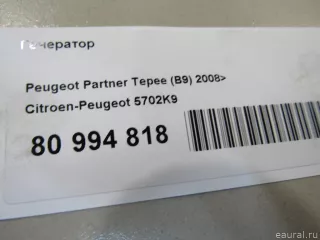 Генератор
Peugeot Partner Tepee (B9) 2008>
Citroen-Peugeot 5702K9
80 994 818
eaural.ru